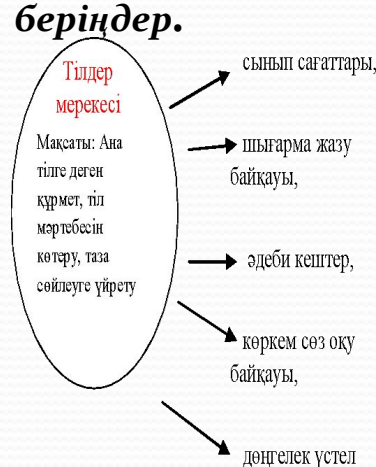 беріңдер.
Тілдер
мерекесі
Мақсаты: Ана
тілге деген
құрмет, тіл
мәртебесін
көтеру, таза
сөйлеуге үйрету
сынып сағаттары,
шығарма жазу
байқауы,
әдеби кештер,
көркем сөз оқу
байқауы,
дөңгелек үстел